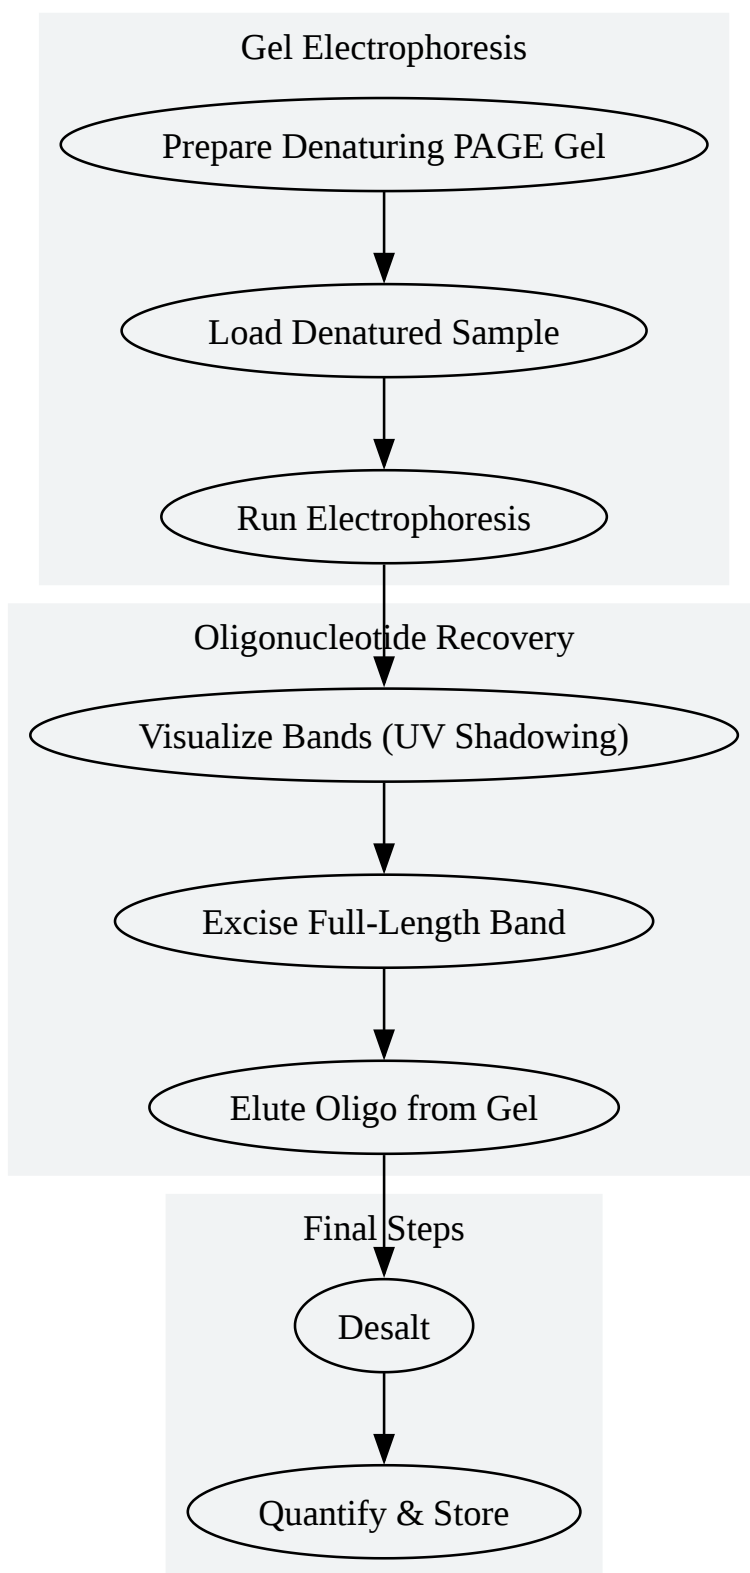 Gel Electrophoresis
Prepare Denaturing PAGE Gel
Load Denatured Sample
Run Electrophoresis
Oligonucleotide Recovery
Visualize Bands (UV Shadowing)
Excise Full-Length Band
Elute Oligo from Gel
Final Steps
Desalt
Quantify & Store